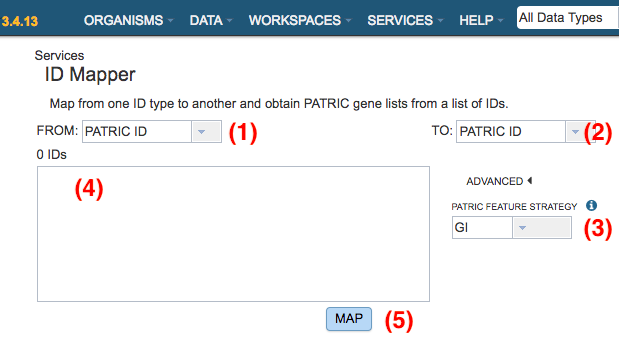 3.4.13 ORGANISMS DATA WORKSPACES SERVICES HELP All Data Types
Services
ID Mapper
Map from one ID type to another and obtain PATRIC gene lists from a list of IDs.
FROM: PATRIC ID (1) TO: PATRIC ID (2)
0 IDs
(4)
ADVANCED
PATRIC FEATURE STRATEGY
GI (3)
MAP (5)